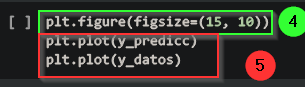 [ ] plt.figure(figsize=(15, 10)) 4
plt.plot(y_predicc)
plt.plot(y_datos) 5